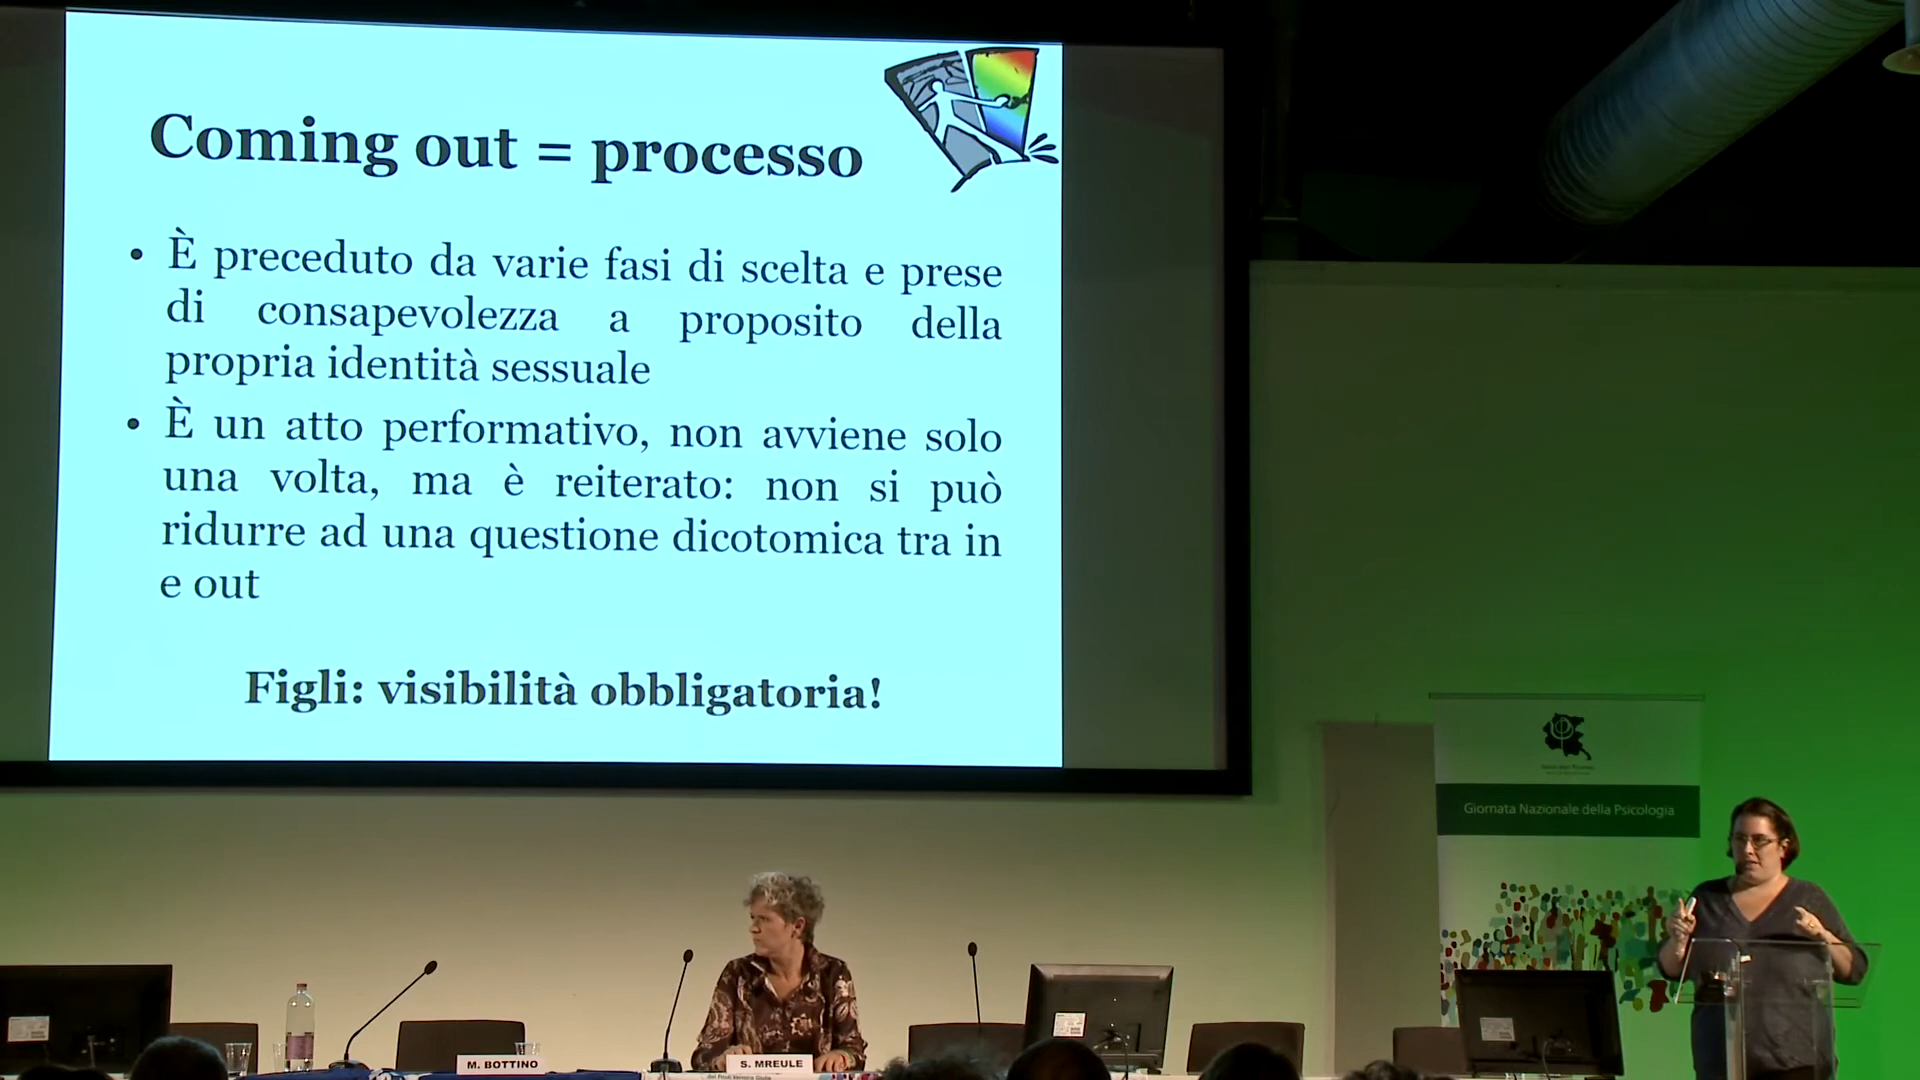 Coming out = processo
• È preceduto da varie fasi di scelta e prese
di consapevolezza a proposito della
propria identità sessuale
• È un atto performativo, non avviene solo
una volta, ma è reiterato: non si può
ridurre ad una questione dicotomica tra in
e out
Figli: visibilità obbligatoria!
Giornata Nazionale della Psicologia
M. BOTTINO
S. MREULE